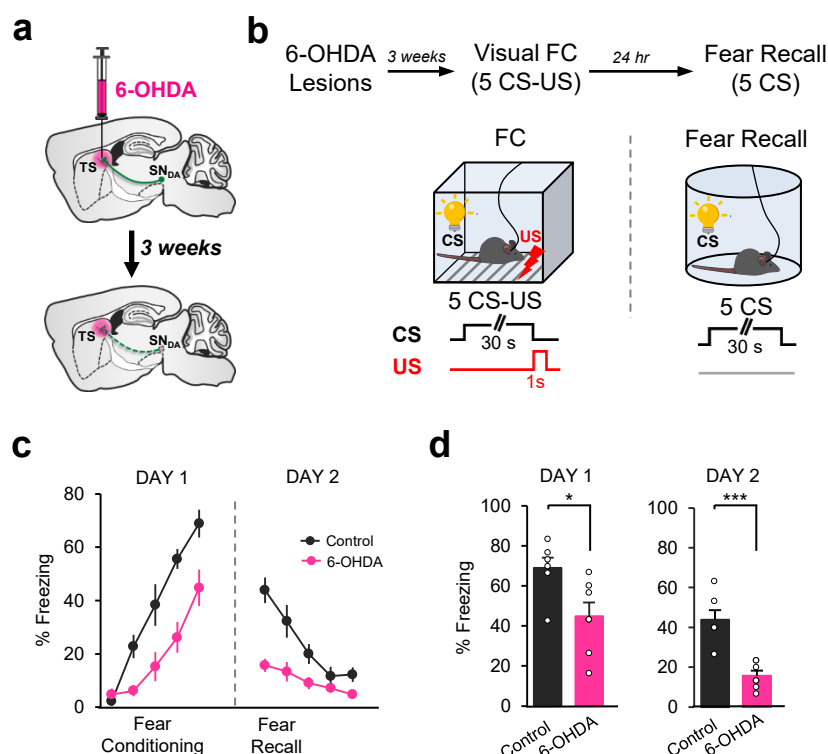 a
6-OHDA
TS
SNDA
3 weeks
TS
SNDA
b
6-OHDA
Lesions
3 weeks
Visual FC
(5 CS-US)
24 hr
Fear Recall
(5 CS)
FC
CS
US
5 CS-US
CS
30 s
US
1s
Fear Recall
CS
5 CS
30 s
c
DAY 1
DAY 2
80
60
40
20
0
% Freezing
Control
6-OHDA
Fear
Conditioning
Fear
Recall
d
DAY 1
*
100
80
60
40
20
0
% Freezing
Control
6-OHDA
DAY 2
***
100
80
60
40
20
0
Control
6-OHDA